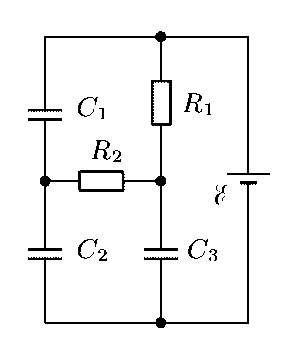 C₁
R₁
R₂
ℰ
C₂
C₃